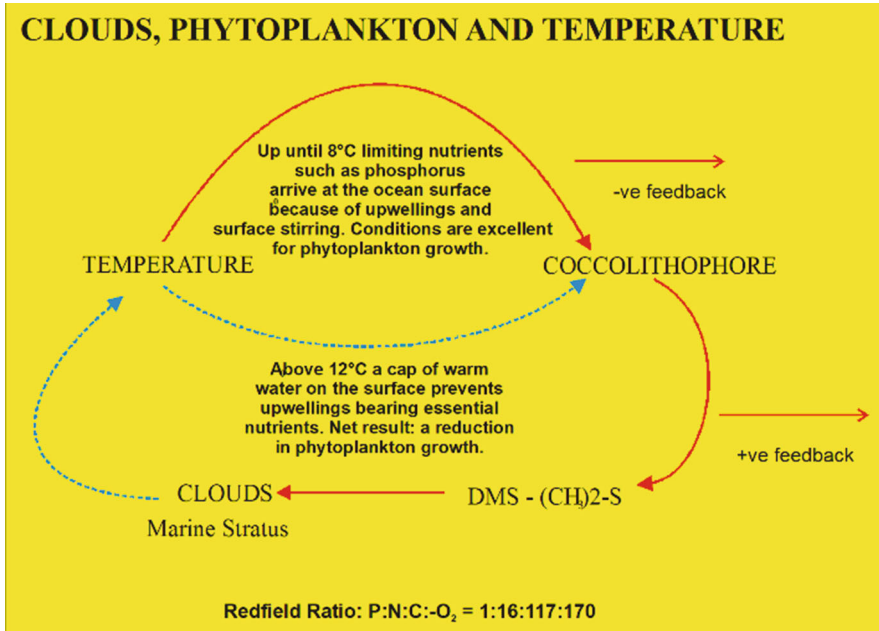 CLOUDS, PHYTOPLANKTON AND TEMPERATURE
Up until 8°C limiting nutrients
such as phosphorus
arrive at the ocean surface
because of upwellings and
surface stirring. Conditions are excellent
for phytoplankton growth.
-ve feedback
TEMPERATURE
COCCOLITHOPHORE
Above 12°C a cap of warm
water on the surface prevents
upwellings bearing essential
nutrients. Net result: a reduction
in phytoplankton growth.
+ve feedback
CLOUDS
DMS - (CH₃)2-S
Marine Stratus
Redfield Ratio: P:N:C:-O₂ = 1:16:117:170